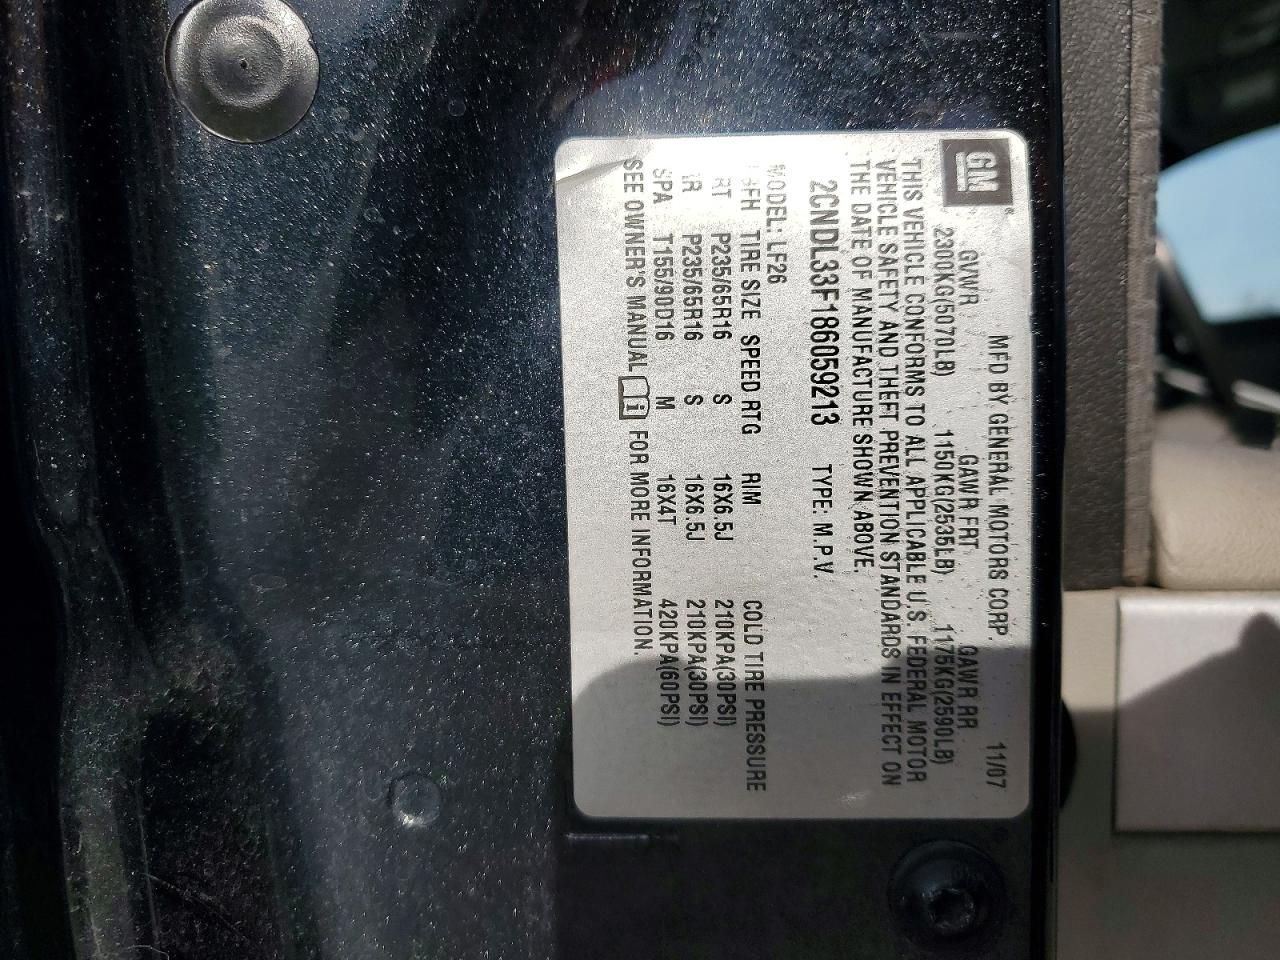 GM®
MFD BY GENERAL MOTORS CORP. 11/07
GVWR GAWR FRT GAWR RR
2300KG(5070LB) 1150KG(2535LB) 1175KG(2590LB)
THIS VEHICLE CONFORMS TO ALL APPLICABLE U.S. FEDERAL MOTOR
VEHICLE SAFETY AND THEFT PREVENTION STANDARDS IN EFFECT ON
THE DATE OF MANUFACTURE SHOWN ABOVE.
2CNDL33F186059213 TYPE: M.P.V.
MODEL: LF26
TIRE SIZE SPEED RTG RIM COLD TIRE PRESSURE
P235/65R16 S 16X6.5J 210KPA(30PSI)
P235/65R16 S 16X6.5J 210KPA(30PSI)
SPA T155/90D16 M 16X4T 420KPA(60PSI)
SEE OWNER'S MANUAL i FOR MORE INFORMATION.